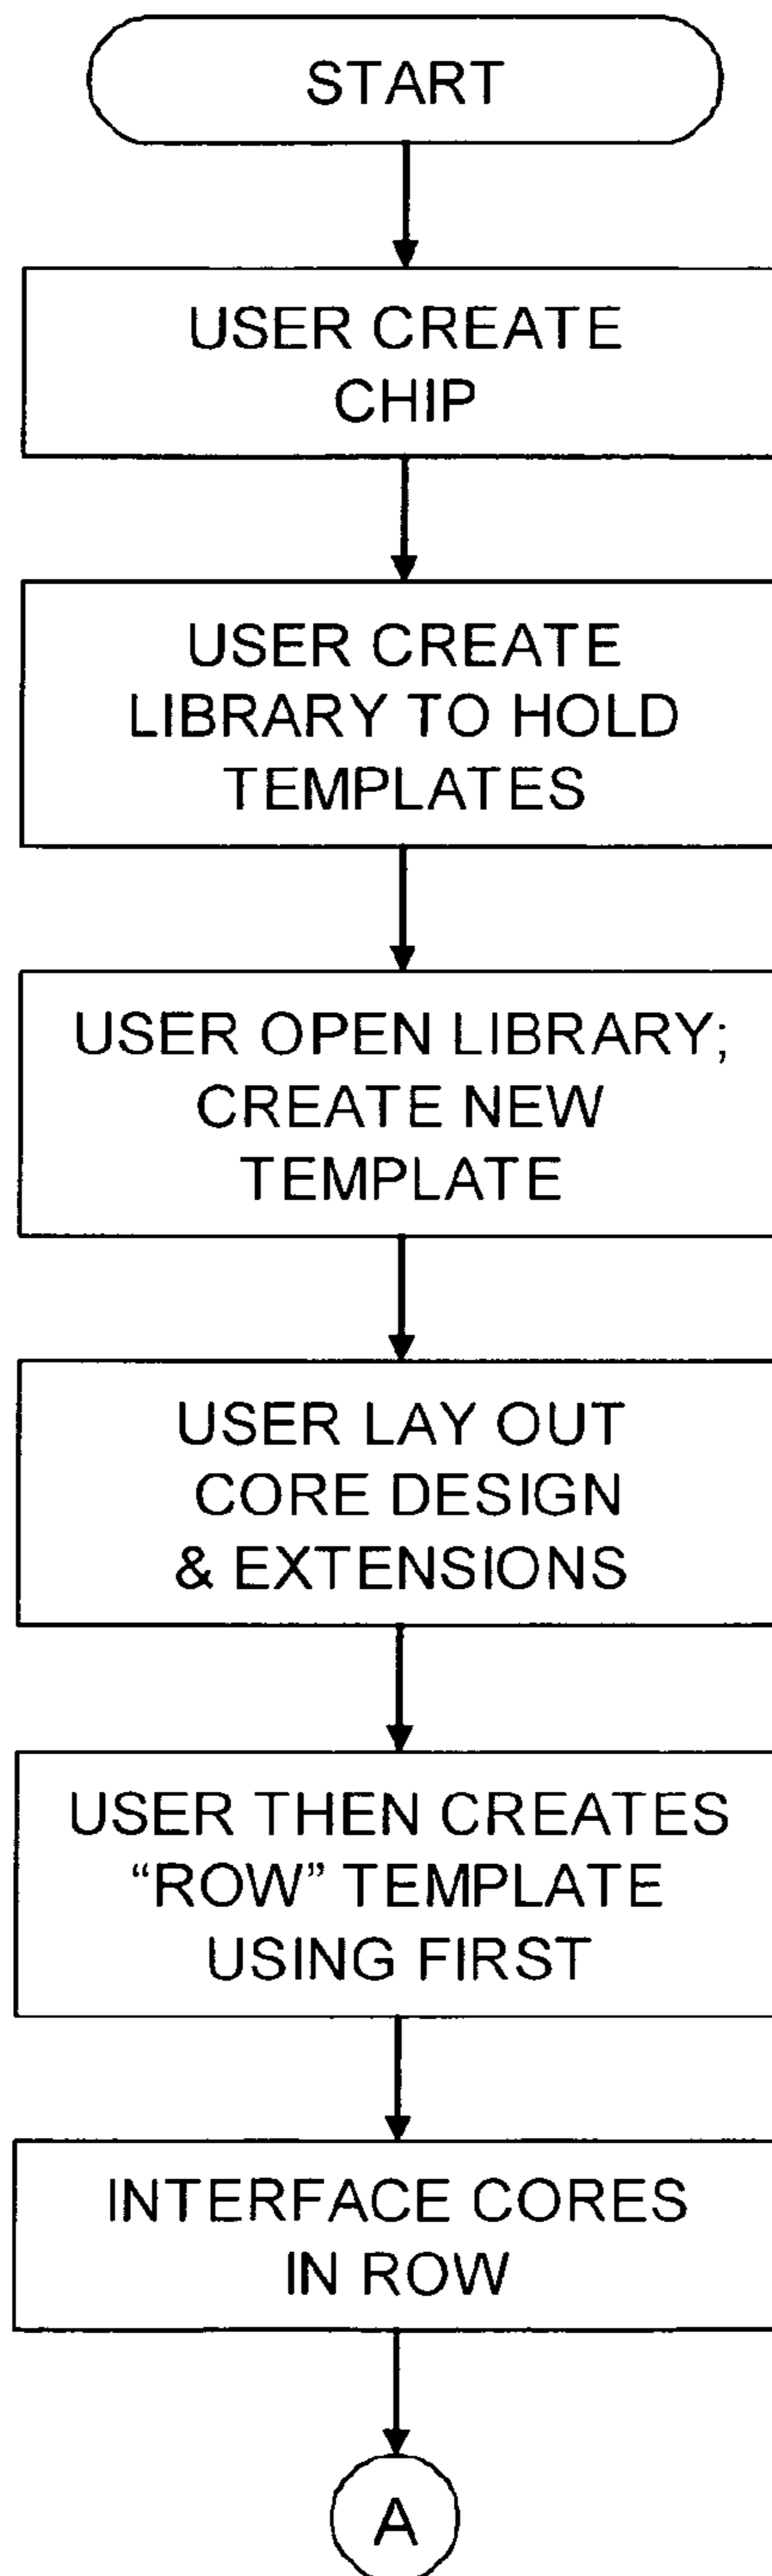 START
USER CREATE
CHIP
USER CREATE
LIBRARY TO HOLD
TEMPLATES
USER OPEN LIBRARY;
CREATE NEW
TEMPLATE
USER LAY OUT
CORE DESIGN
& EXTENSIONS
USER THEN CREATES
“ROW” TEMPLATE
USING FIRST
INTERFACE CORES
IN ROW
A